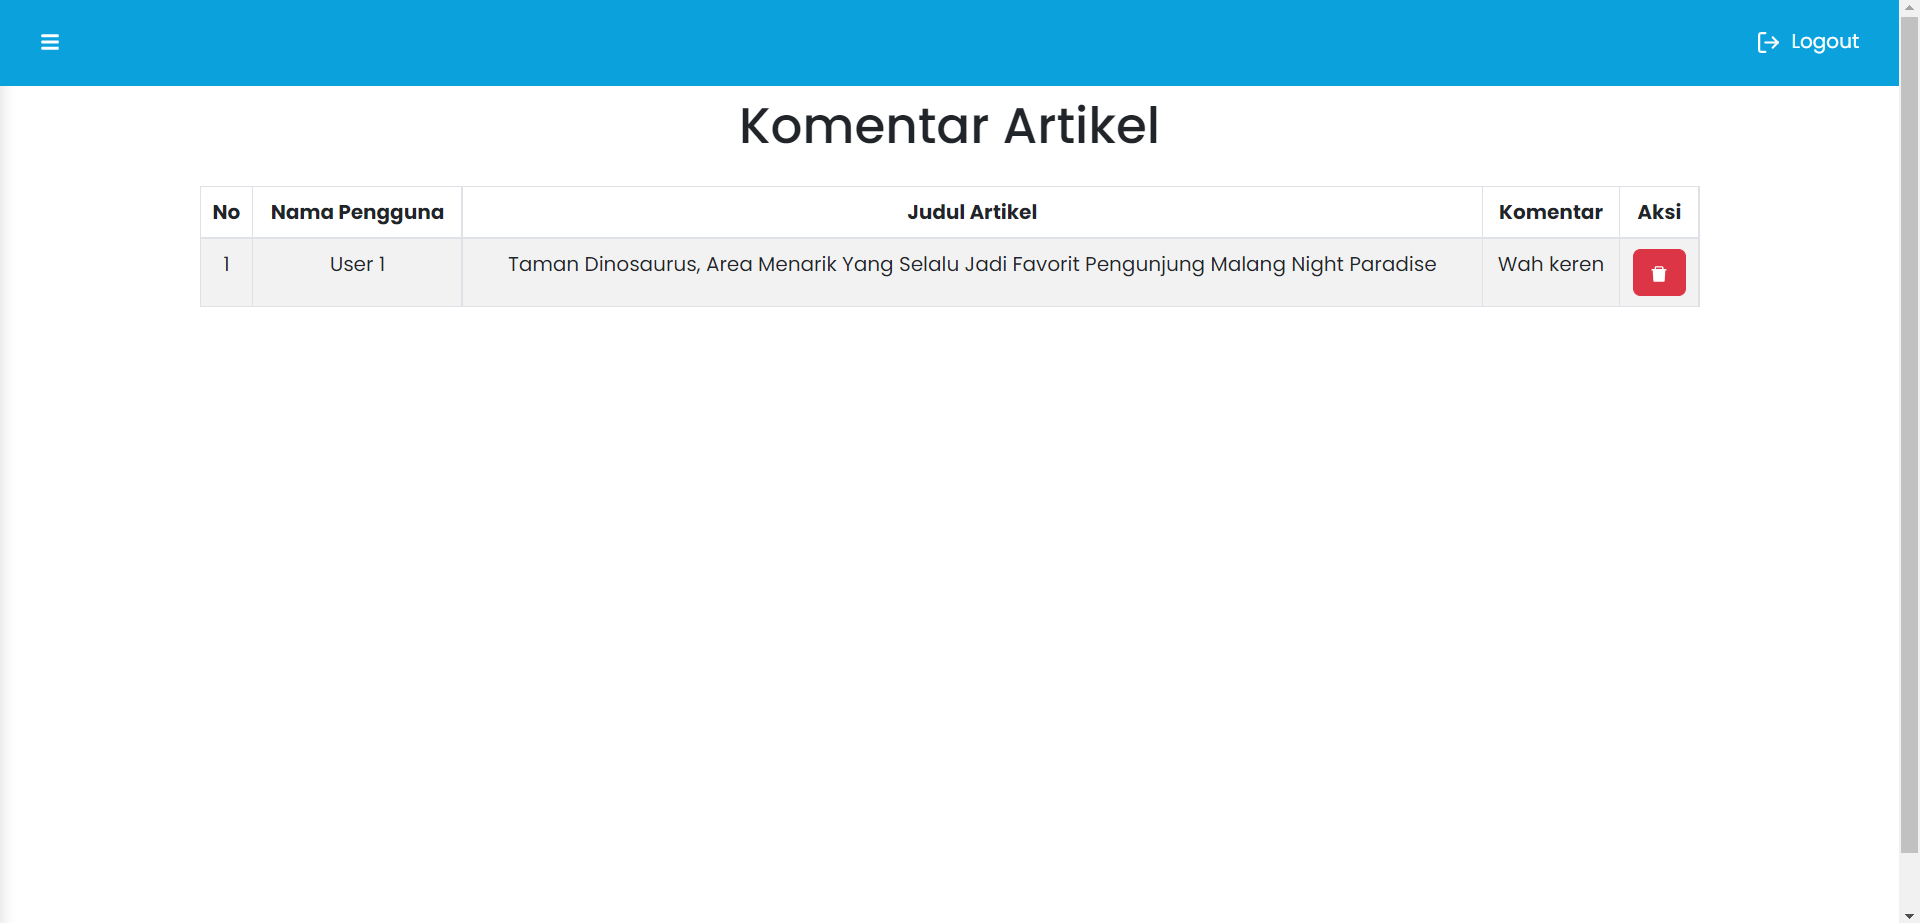 Logout
Komentar Artikel
No Nama Pengguna Judul Artikel Komentar Aksi
1 User 1 Taman Dinosaurus, Area Menarik Yang Selalu Jadi Favorit Pengunjung Malang Night Paradise Wah keren